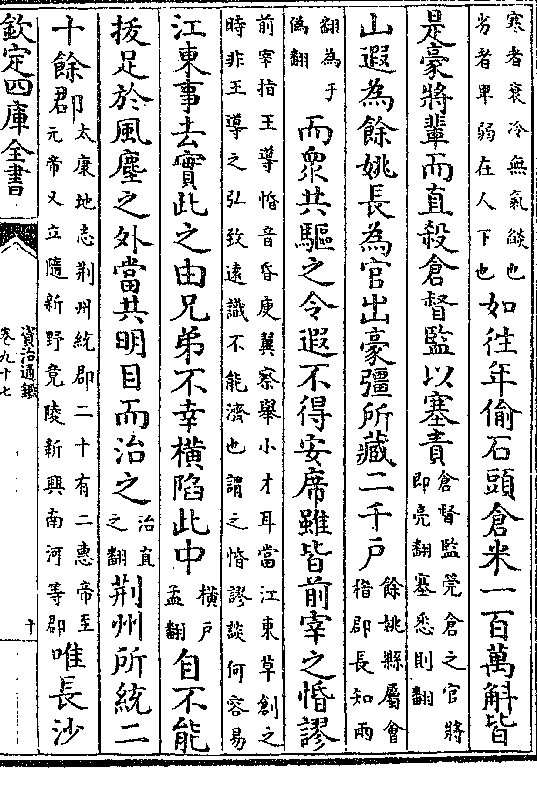 寒者衰冷無氣燄也
劣者卑弱在人下也
如往年偷石頭倉米一百萬斛皆
是豪將輩而直殺倉督監以塞責
倉督監筦倉之官將
即亮翻塞悉則翻
山遐為餘姚長為官出豪彊所藏二千戶
餘姚縣屬會
稽郡長知兩
翻為于
偽翻
而衆共驅之令遐不得安席雖皆前宰之惛謬
前宰指王導惛音昏庾翼察舉小才耳當江東草創之
時非王導之弘致逺識不能濟也謂之惛謬談何容易
江東事去實此之由兄弟不幸橫陷此中
橫戸
孟翻
自不能
拔足於風塵之外當共明目而治之
治直
之翻
荆州所統二
十餘郡
太康地志荆州統郡二十有二惠帝至
元帝又立隨新野竟陵新興南河等郡
唯長沙
欽定四庫全書
資治通鑑
卷九十七
十